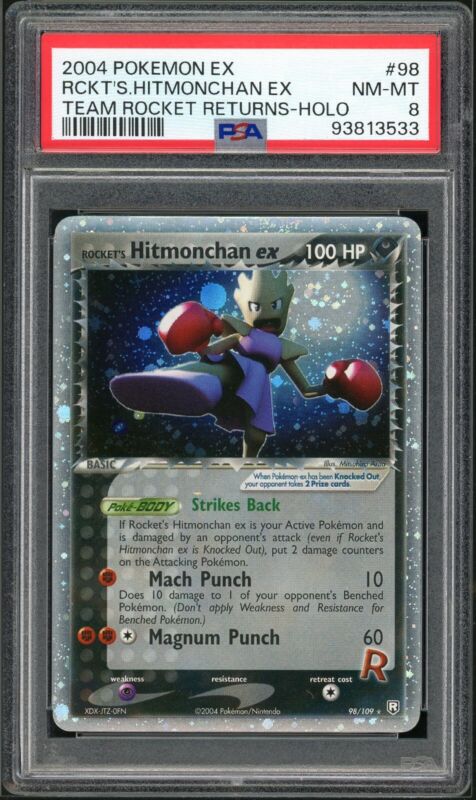 2004 POKEMON EX #98
RCKT'S.HITMONCHAN EX NM-MT
TEAM ROCKET RETURNS-HOLO 8
PSA 93813533
ROCKET'S Hitmonchan ex 100 HP
BASIC
Illus. Mitsuhiro Arita
When Pokémon-ex has been Knocked Out,
your opponent takes 2 Prize cards.
Poké-BODY Strikes Back
If Rocket's Hitmonchan ex is your Active Pokémon and
is damaged by an opponent's attack (even if Rocket's
Hitmonchan ex is Knocked Out), put 2 damage counters
on the Attacking Pokémon.
Mach Punch 10
Does 10 damage to 1 of your opponent's Benched
Pokémon. (Don't apply Weakness and Resistance for
Benched Pokémon.)
Magnum Punch 60
R
weakness resistance retreat cost
XDX-JTZ-0FN ©2004 Pokémon/Nintendo 98/109 ★ R
PSA